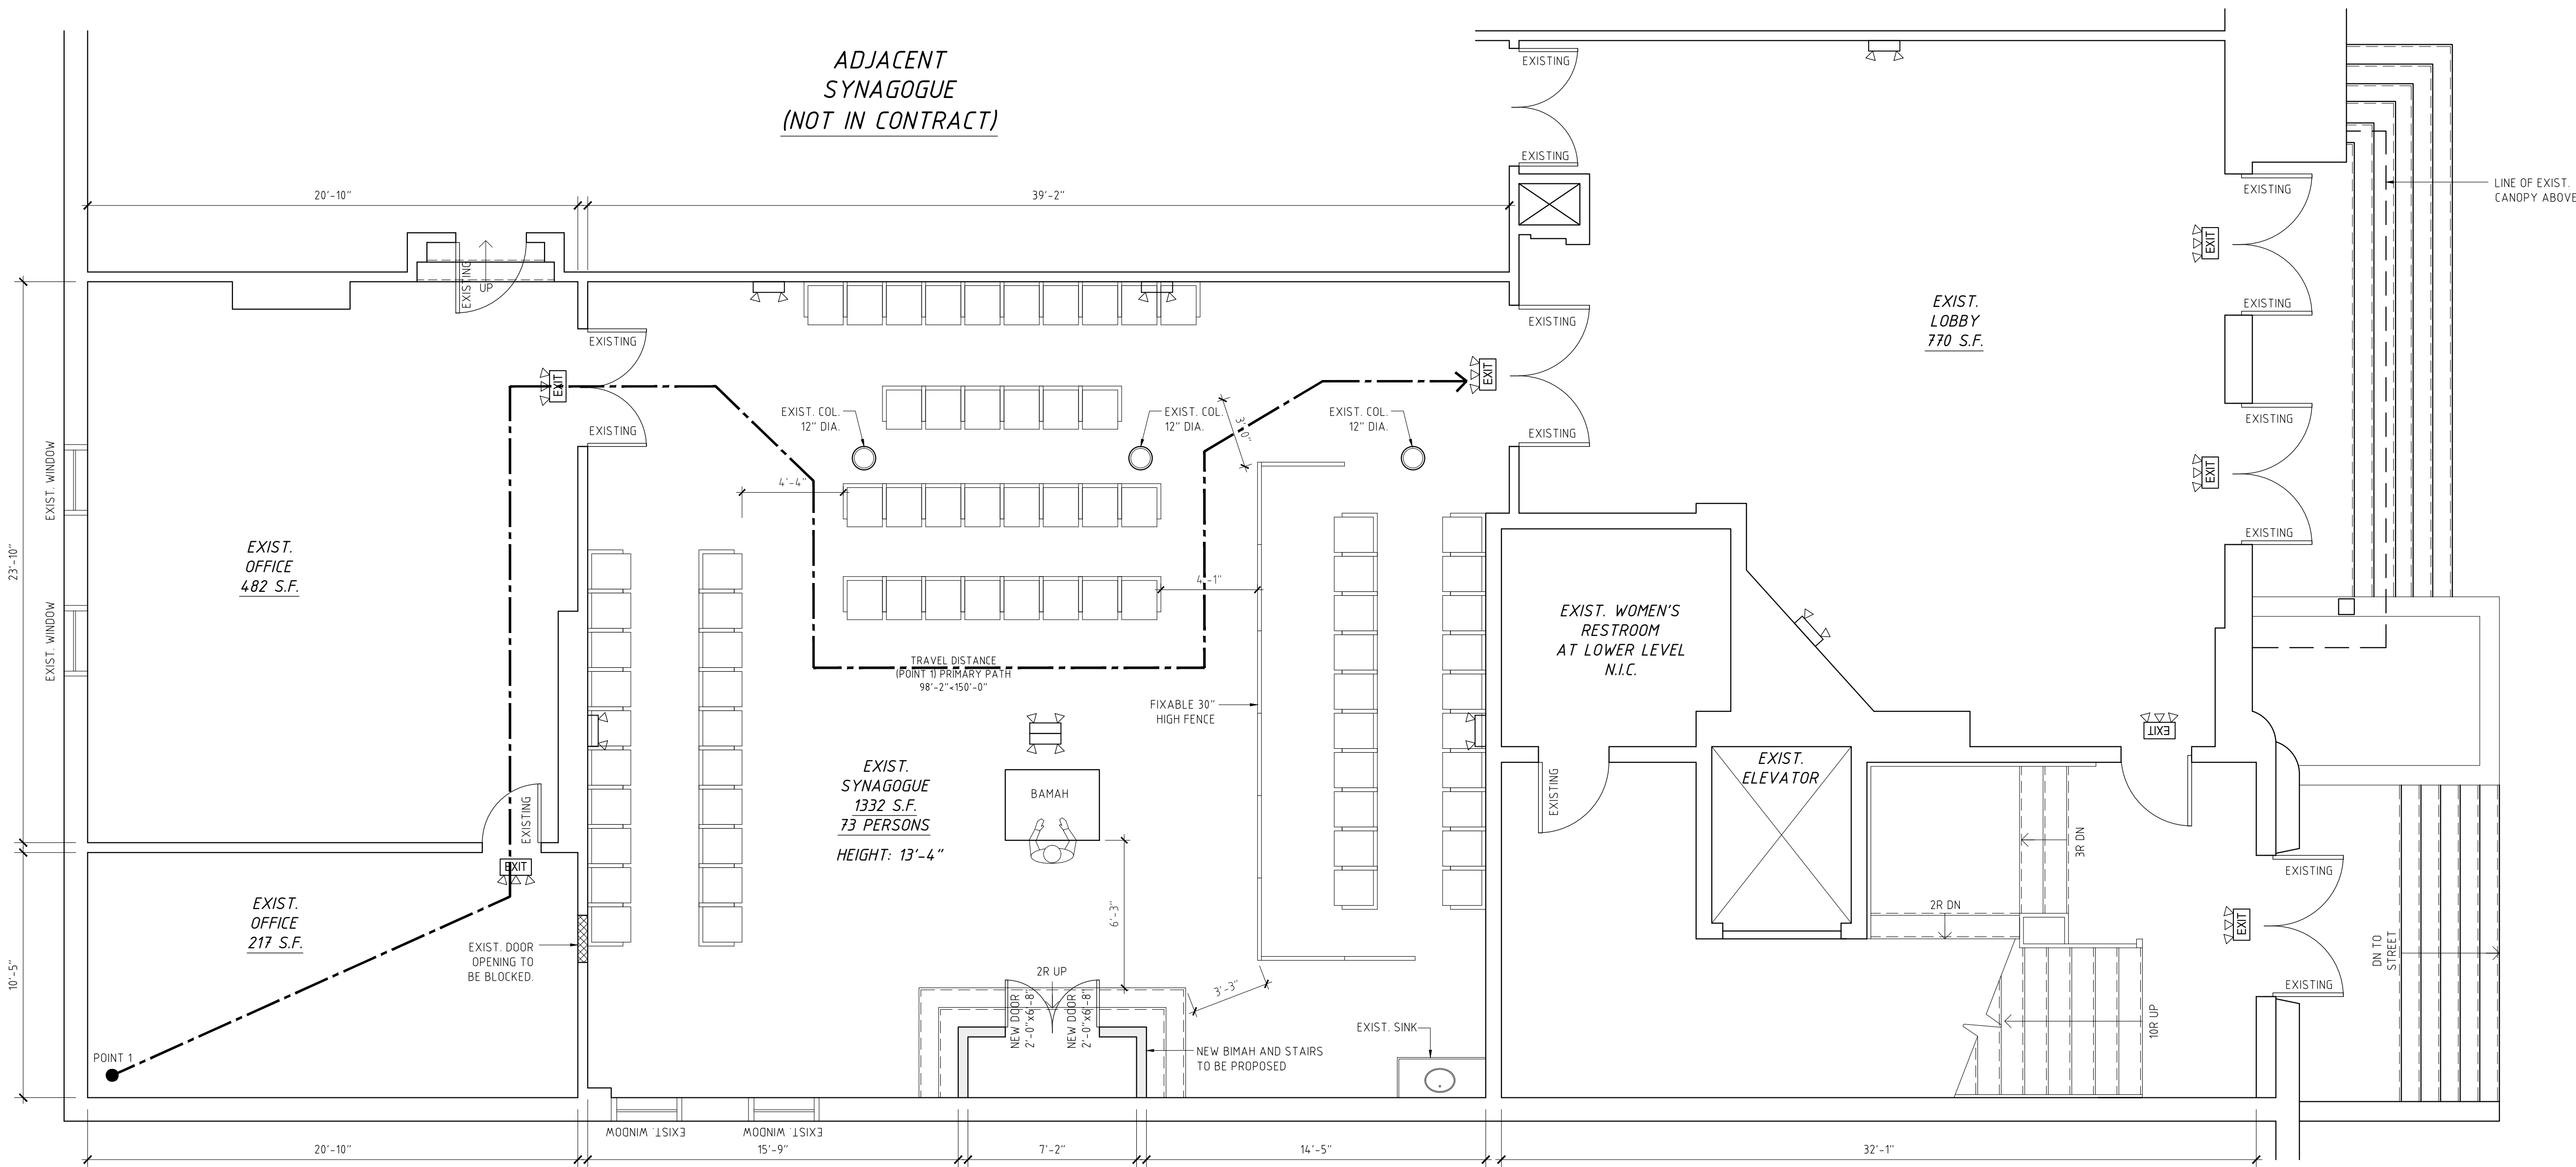 ADJACENT
SYNAGOGUE
(NOT IN CONTRACT)
EXISTING
EXISTING
LINE OF EXIST.
CANOPY ABOVE
EXISTING
EXIT
EXISTING
20'-10"
39'-2"
EXISTING
UP
EXISTING
EXIT
EXISTING
EXISTING
EXIT
EXISTING
EXIST.
LOBBY
770 S.F.
EXISTING
EXIT
EXISTING
EXIST. COL.
12" DIA.
EXIST. COL.
12" DIA.
EXIST. COL.
12" DIA.
3'-0"
4'-4"
4'-1"
EXIST. WINDOW
EXIST. WINDOW
23'-10"
EXIST.
OFFICE
482 S.F.
EXIST. WOMEN'S
RESTROOM
AT LOWER LEVEL
N.I.C.
TRAVEL DISTANCE
(POINT 1) PRIMARY PATH
98'-2"<150'-0"
FIXABLE 30"
HIGH FENCE
EXIST.
SYNAGOGUE
1332 S.F.
73 PERSONS
HEIGHT: 13'-4"
BAMAH
6'-3"
EXISTING
EXIST.
ELEVATOR
EXIT
3R DN
2R DN
EXISTING
EXIT
EXISTING
DN TO
STREET
10R UP
EXISTING
EXIT
EXIST.
OFFICE
217 S.F.
EXIST. DOOR
OPENING TO
BE BLOCKED.
10'-5"
POINT 1
2R UP
NEW DOOR
2'-0"x6'-8"
NEW DOOR
2'-0"x6'-8"
3'-3"
NEW BIMAH AND STAIRS
TO BE PROPOSED
EXIST. SINK
EXIST. WINDOW
EXIST. WINDOW
20'-10"
15'-9"
7'-2"
14'-5"
32'-1"